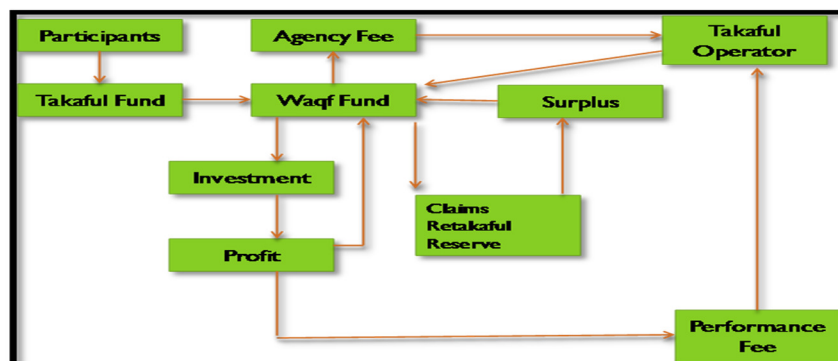 Participants
Agency Fee
Takaful
Operator
Takaful Fund
Waqf Fund
Surplus
Investment
Claims
Retakaful
Reserve
Profit
Performance
Fee